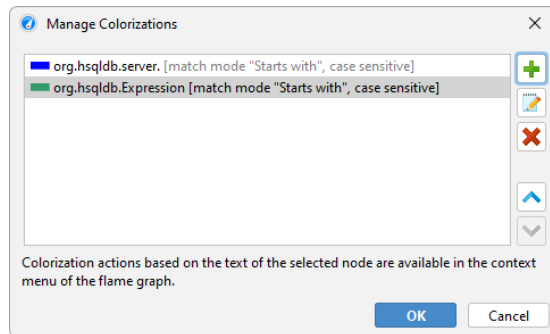 Manage Colorizations
org.hsqldb.server. [match mode "Starts with", case sensitive]
org.hsqldb.Expression [match mode "Starts with", case sensitive]
Colorization actions based on the text of the selected node are available in the context
menu of the flame graph.
OK
Cancel